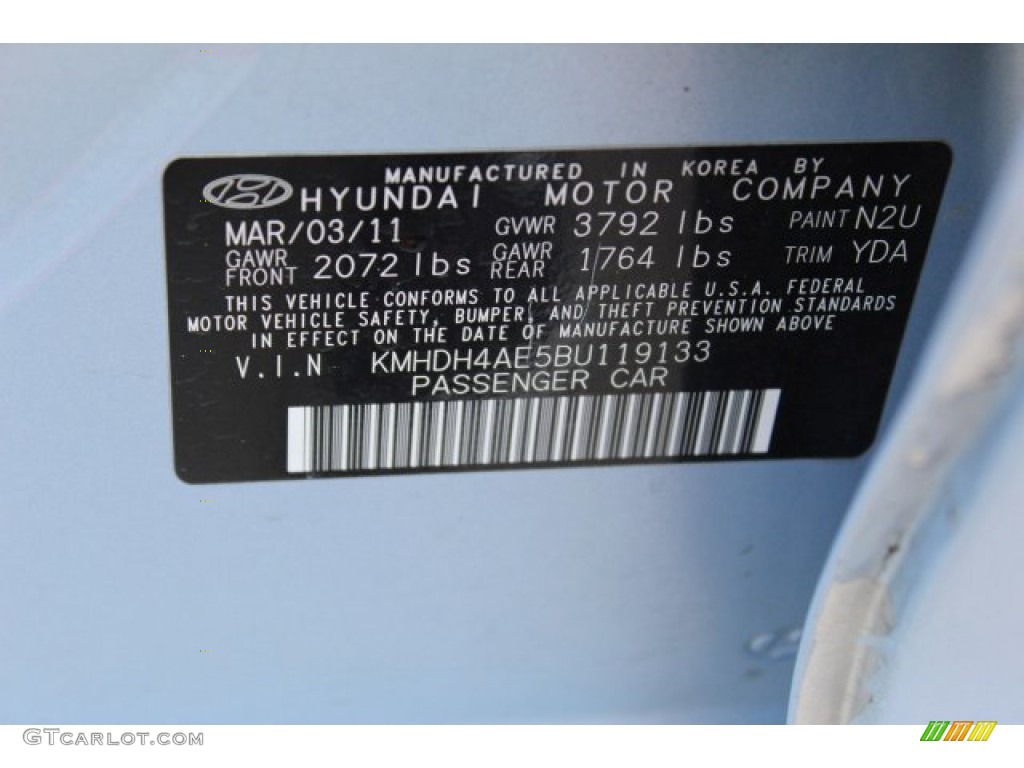 MANUFACTURED IN KOREA BY
HYUNDAI MOTOR COMPANY
MAR/03/11 GVWR 3792 lbs PAINT N2U
GAWR FRONT 2072 lbs GAWR REAR 1764 lbs TRIM YDA
THIS VEHICLE CONFORMS TO ALL APPLICABLE U.S.A. FEDERAL
MOTOR VEHICLE SAFETY, BUMPER, AND THEFT PREVENTION STANDARDS
IN EFFECT ON THE DATE OF MANUFACTURE SHOWN ABOVE
V.I.N KMHDH4AE5BU119133
PASSENGER CAR
GTCARLOT.COM